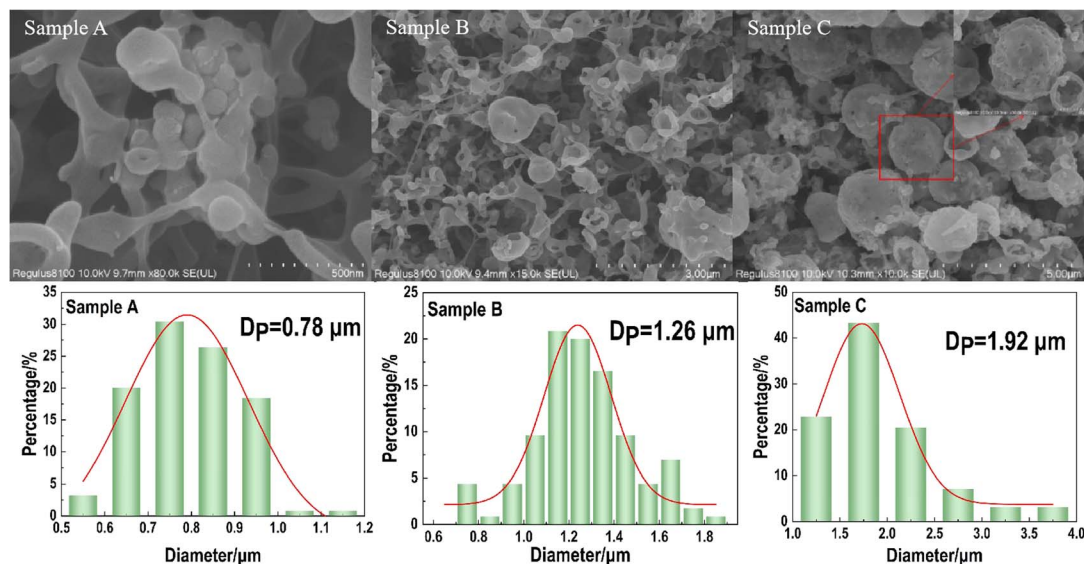 Sample A
Sample B
Sample C
Regulus8100 10.0kV 9.7mm x80.0k SE(UL)
500nm
Regulus8100 10.0kV 9.4mm x15.0k SE(UL)
3.00µm
Regulus8100 10.0kV 10.3mm x10.0k SE(UL)
5.00µm
Sample A
Dp=0.78 µm
Percentage/%
35
30
25
20
15
10
5
0
0.5 0.6 0.7 0.8 0.9 1.0 1.1 1.2
Diameter/µm
Sample B
Dp=1.26 µm
Percentage/%
25
20
15
10
5
0
0.6 0.8 1.0 1.2 1.4 1.6 1.8
Diameter/µm
Sample C
Dp=1.92 µm
Percentage/%
50
40
30
20
10
0
1.0 1.5 2.0 2.5 3.0 3.5 4.0
Diameter/µm